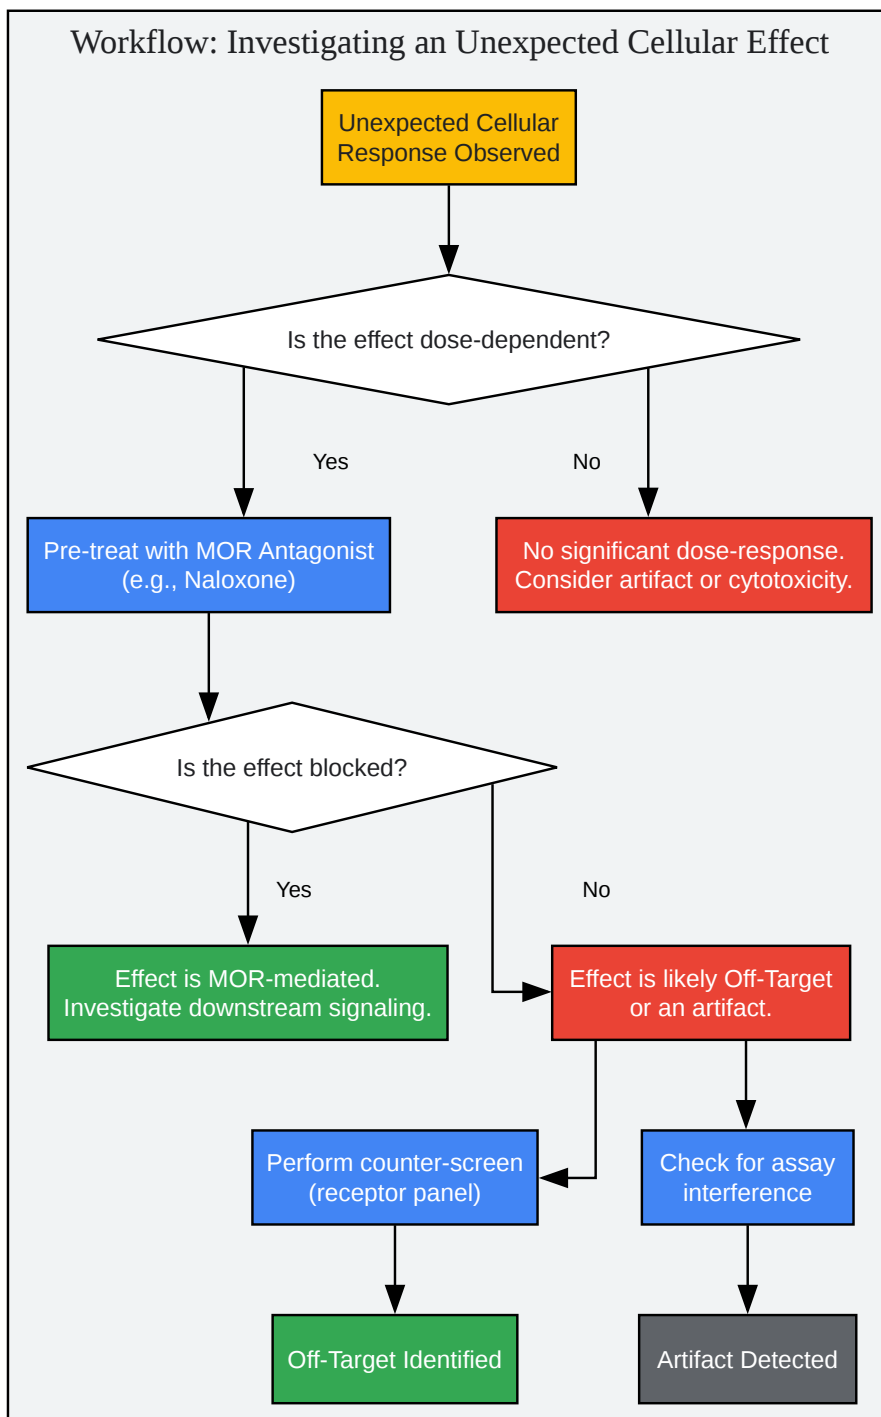 Workflow: Investigating an Unexpected Cellular Effect
Unexpected Cellular
Response Observed
Is the effect dose-dependent?
Yes
No
Pre-treat with MOR Antagonist
(e.g., Naloxone)
No significant dose-response.
Consider artifact or cytotoxicity.
Is the effect blocked?
Yes
No
Effect is MOR-mediated.
Investigate downstream signaling.
Effect is likely Off-Target
or an artifact.
Perform counter-screen
(receptor panel)
Check for assay
interference
Off-Target Identified
Artifact Detected